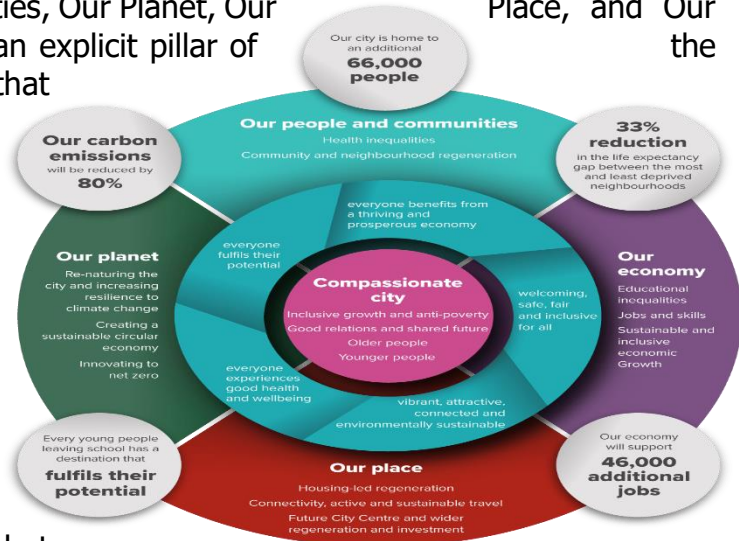 ties, Our Planet, Our Place, and Our
an explicit pillar of the
that
Our city is home to
an additional
66,000
people
Our carbon
emissions
will be reduced by
80%
33%
reduction
in the life expectancy
gap between the most
and least deprived
neighbourhoods
Our people and communities
Health inequalities
Community and neighbourhood regeneration
Our planet
Re-naturing the
city and increasing
resilience to
climate change
Creating a
sustainable circular
economy
Innovating to
net zero
everyone benefits from
a thriving and
prosperous economy
everyone
fulfils their
potential
welcoming,
safe, fair
and inclusive
for all
everyone
experiences
good health
and wellbeing
vibrant, attractive,
connected and
environmentally sustainable
Compassionate
city
Inclusive growth and anti-poverty
Good relations and shared future
Older people
Younger people
Our
economy
Educational
inequalities
Jobs and skills
Sustainable and
inclusive
economic
Growth
Every young people
leaving school has a
destination that
fulfils their
potential
Our place
Housing-led regeneration
Connectivity, active and sustainable travel
Future City Centre and wider
regeneration and investment
Our economy
will support
46,000
additional
jobs